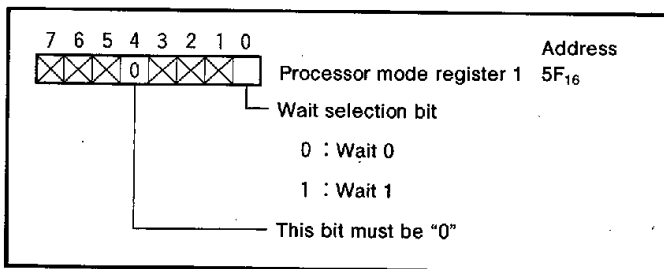 7 6 5 4 3 2 1 0
Address
0
Processor mode register 1 5F₁₆
Wait selection bit
0 : Wait 0
1 : Wait 1
This bit must be “0”